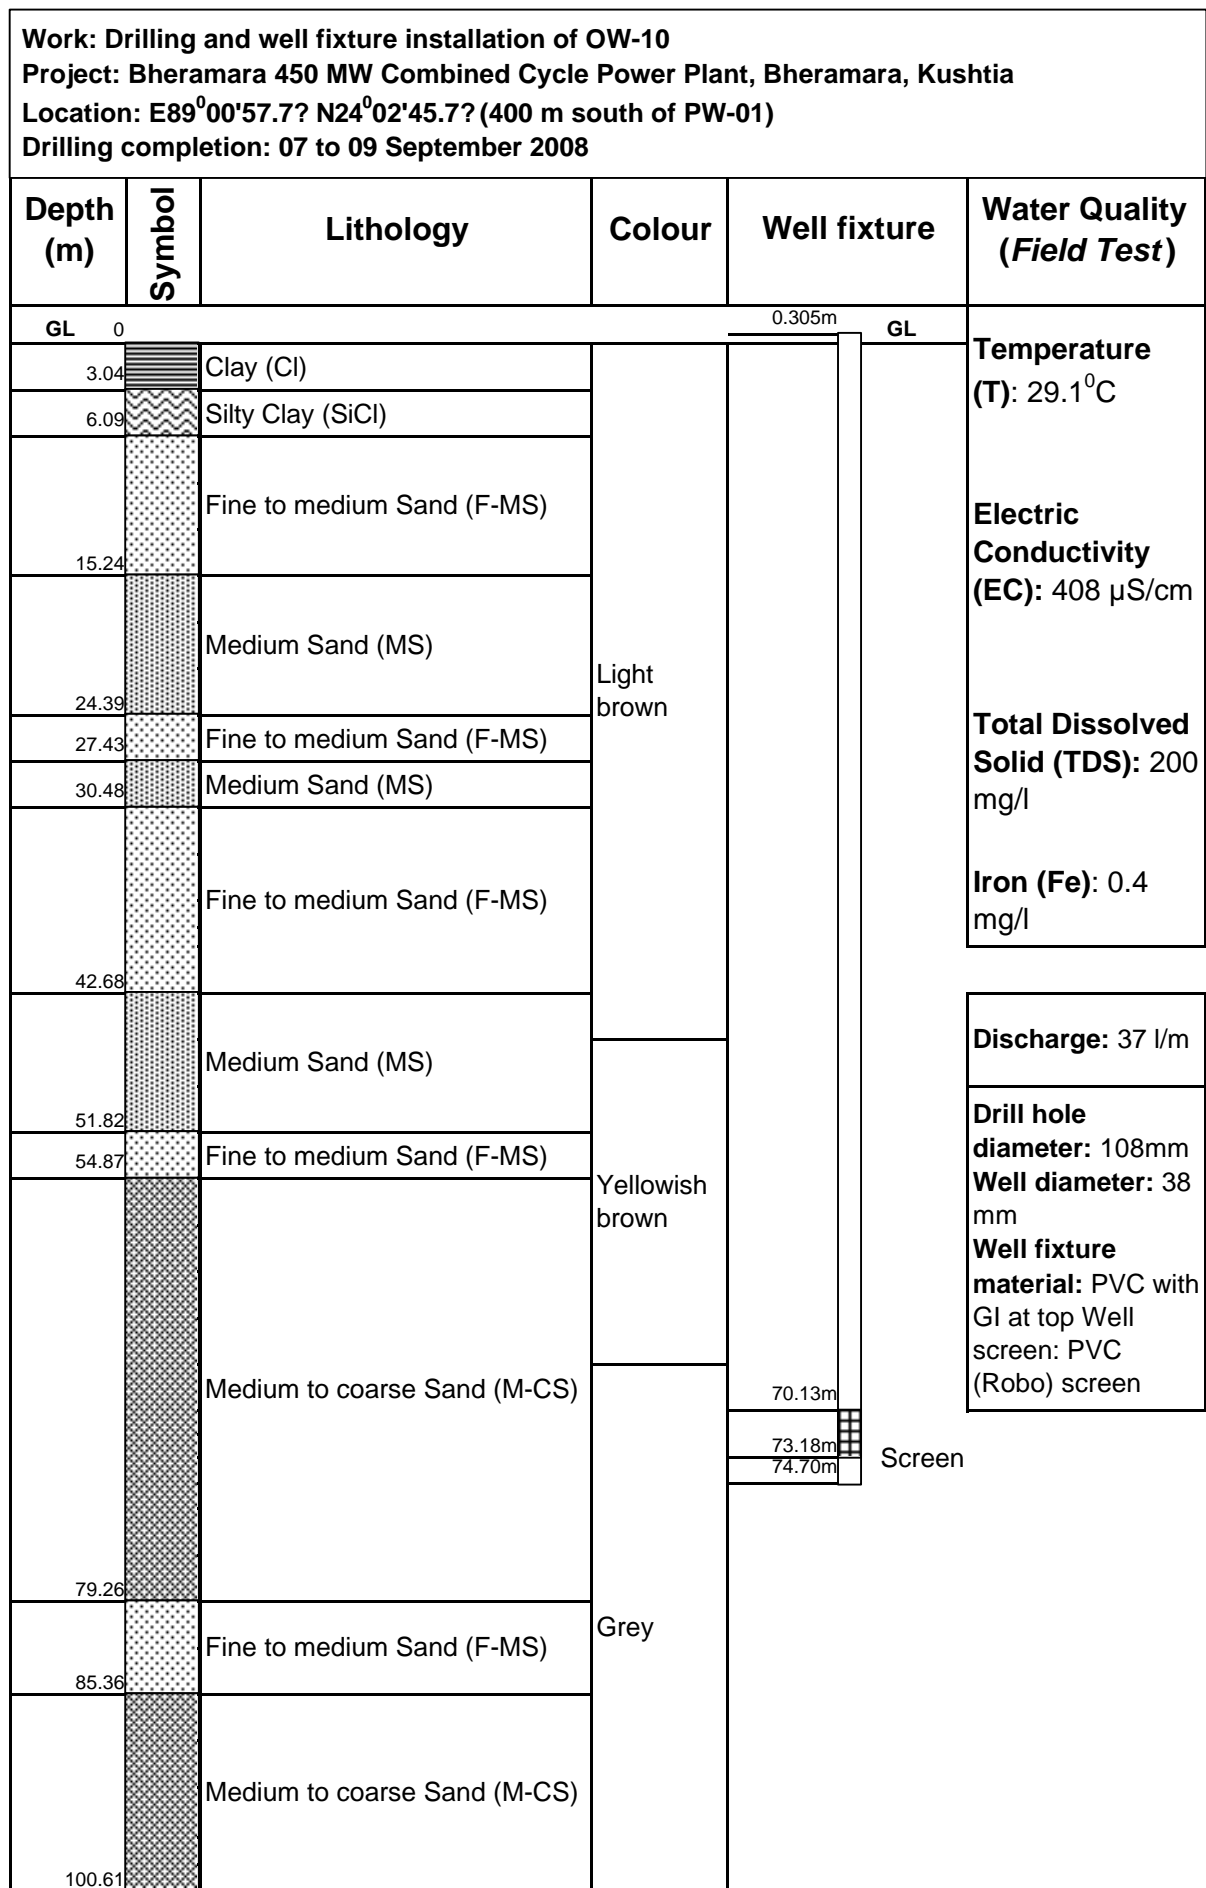 Work: Drilling and well fixture installation of OW-10
Project: Bheramara 450 MW Combined Cycle Power Plant, Bheramara, Kushtia
Location: E89⁰00'57.7? N24⁰02'45.7? (400 m south of PW-01)
Drilling completion: 07 to 09 September 2008
Depth (m) Symbol Lithology Colour Well fixture Water Quality (Field Test)
GL 0
0.305m GL
3.04 Clay (Cl)
6.09 Silty Clay (SiCl)
Fine to medium Sand (F-MS)
15.24
Medium Sand (MS)
24.39
27.43 Fine to medium Sand (F-MS)
30.48 Medium Sand (MS)
Fine to medium Sand (F-MS)
42.68
Medium Sand (MS)
51.82
54.87 Fine to medium Sand (F-MS)
Medium to coarse Sand (M-CS)
79.26
Fine to medium Sand (F-MS)
85.36
Medium to coarse Sand (M-CS)
100.61
Light
brown
Yellowish
brown
Grey
70.13m
73.18m
74.70m
Screen
Temperature
(T): 29.1⁰C
Electric
Conductivity
(EC): 408 µS/cm
Total Dissolved
Solid (TDS): 200
mg/l
Iron (Fe): 0.4
mg/l
Discharge: 37 l/m
Drill hole
diameter: 108mm
Well diameter: 38
mm
Well fixture
material: PVC with
GI at top Well
screen: PVC
(Robo) screen